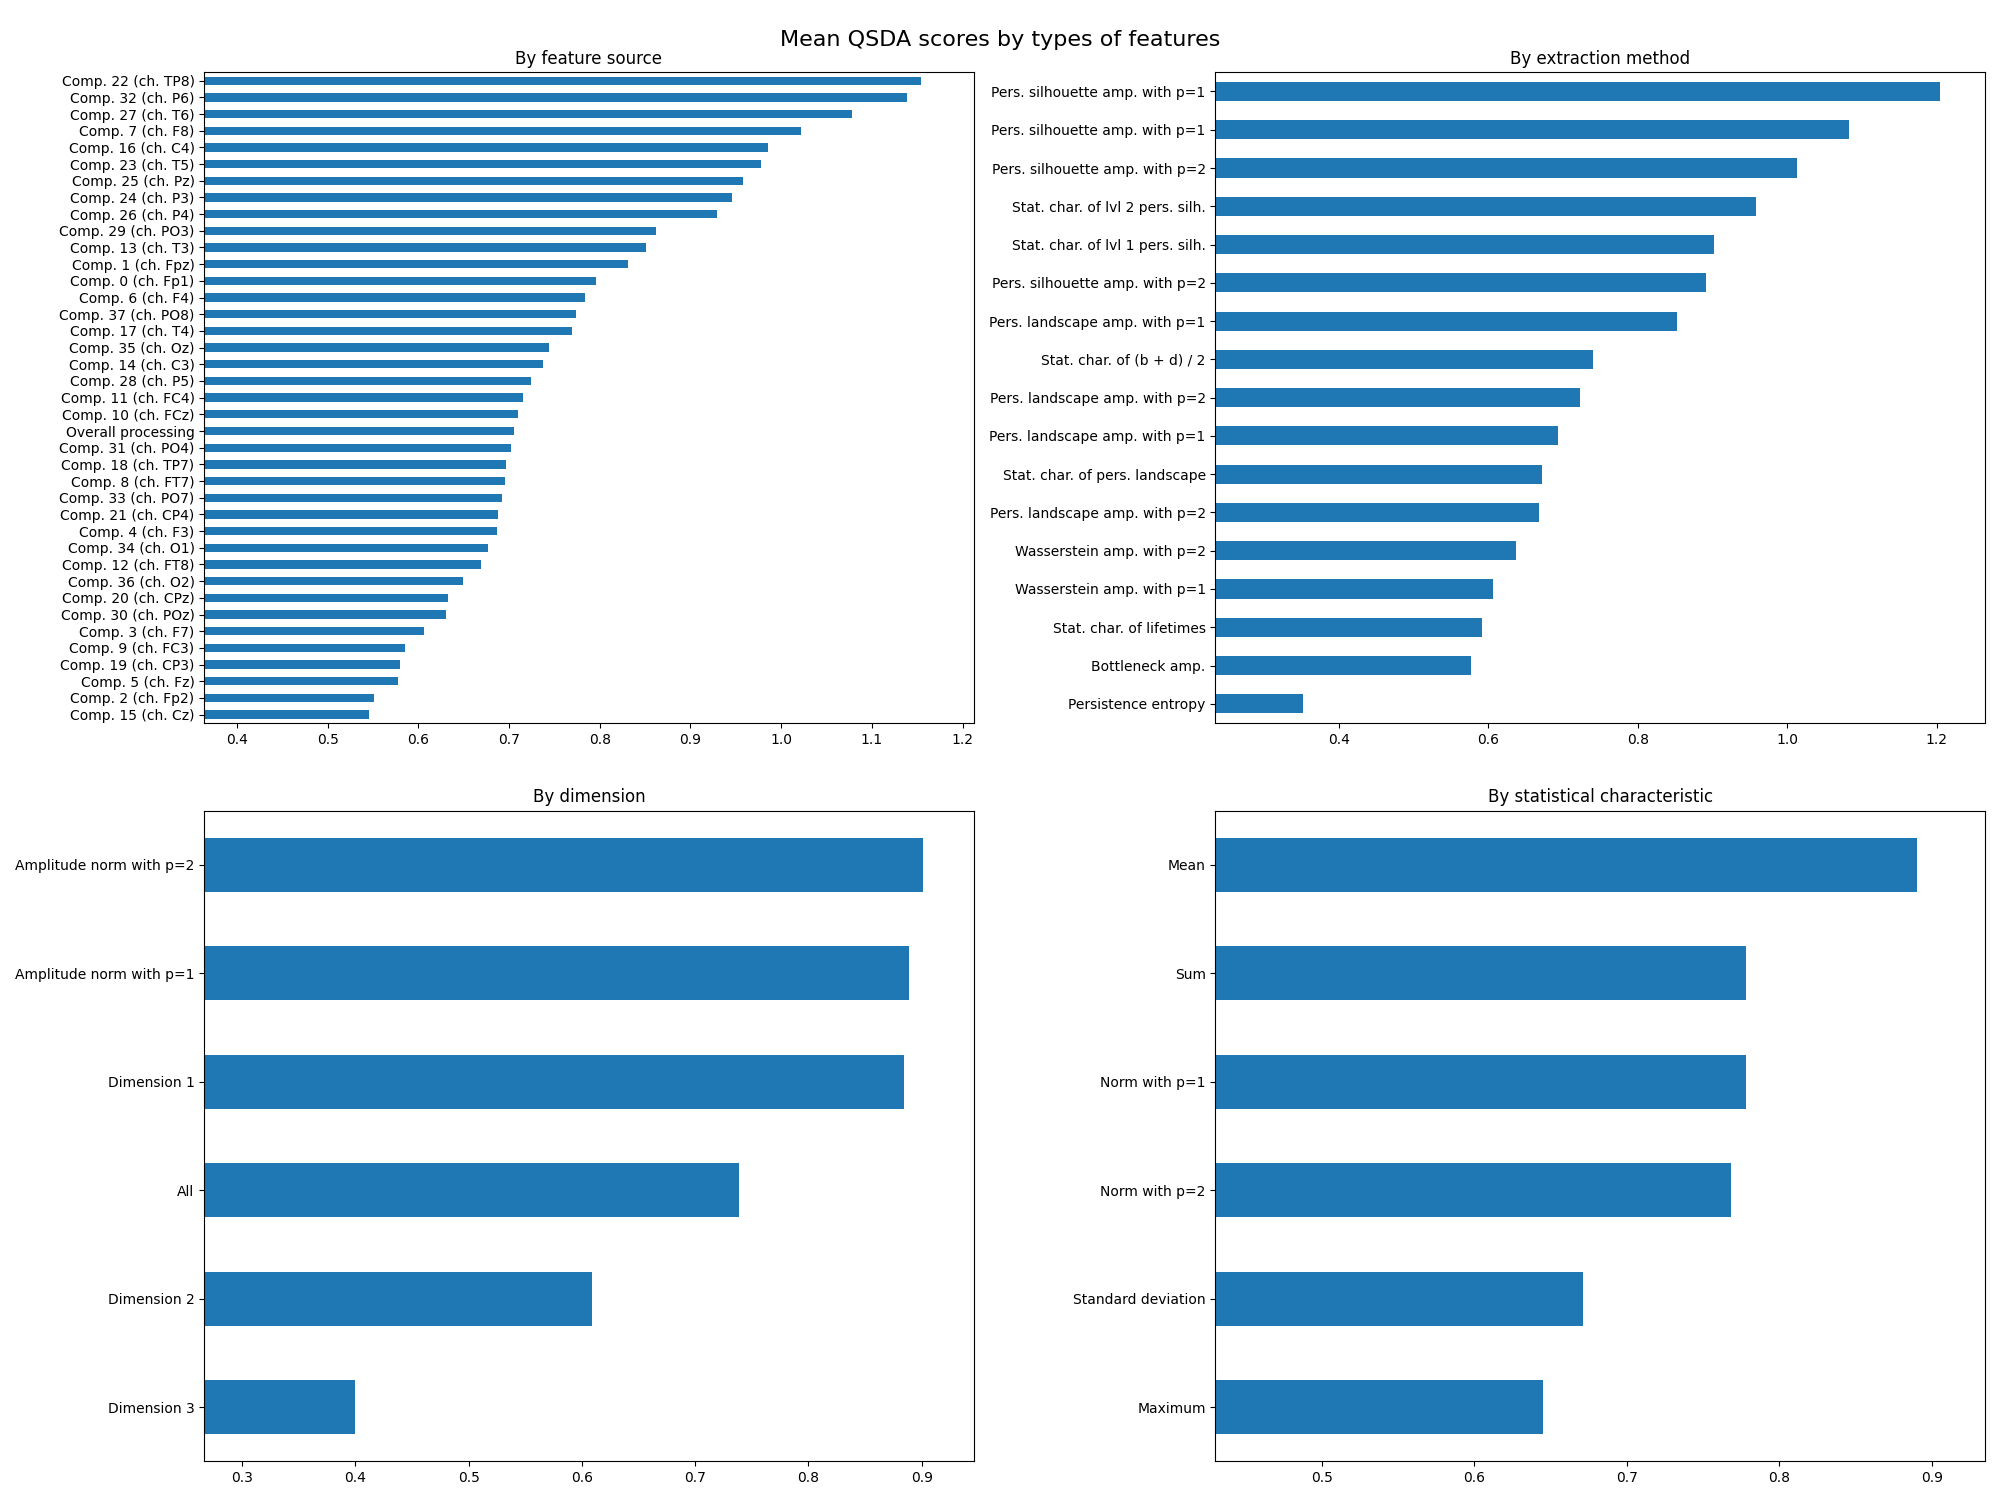 Mean QSDA scores by types of features
By feature source
Comp. 22 (ch. TP8)
Comp. 32 (ch. P6)
Comp. 27 (ch. T6)
Comp. 7 (ch. F8)
Comp. 16 (ch. C4)
Comp. 23 (ch. T5)
Comp. 25 (ch. Pz)
Comp. 24 (ch. P3)
Comp. 26 (ch. P4)
Comp. 29 (ch. PO3)
Comp. 13 (ch. T3)
Comp. 1 (ch. Fpz)
Comp. 0 (ch. Fp1)
Comp. 6 (ch. F4)
Comp. 37 (ch. PO8)
Comp. 17 (ch. T4)
Comp. 35 (ch. Oz)
Comp. 14 (ch. C3)
Comp. 28 (ch. P5)
Comp. 11 (ch. FC4)
Comp. 10 (ch. FCz)
Overall processing
Comp. 31 (ch. PO4)
Comp. 18 (ch. TP7)
Comp. 8 (ch. FT7)
Comp. 33 (ch. PO7)
Comp. 21 (ch. CP4)
Comp. 4 (ch. F3)
Comp. 34 (ch. O1)
Comp. 12 (ch. FT8)
Comp. 36 (ch. O2)
Comp. 20 (ch. CPz)
Comp. 30 (ch. POz)
Comp. 3 (ch. F7)
Comp. 9 (ch. FC3)
Comp. 19 (ch. CP3)
Comp. 5 (ch. Fz)
Comp. 2 (ch. Fp2)
Comp. 15 (ch. Cz)
0.4 0.5 0.6 0.7 0.8 0.9 1.0 1.1 1.2
By extraction method
Pers. silhouette amp. with p=1
Pers. silhouette amp. with p=1
Pers. silhouette amp. with p=2
Stat. char. of lvl 2 pers. silh.
Stat. char. of lvl 1 pers. silh.
Pers. silhouette amp. with p=2
Pers. landscape amp. with p=1
Stat. char. of (b + d) / 2
Pers. landscape amp. with p=2
Pers. landscape amp. with p=1
Stat. char. of pers. landscape
Pers. landscape amp. with p=2
Wasserstein amp. with p=2
Wasserstein amp. with p=1
Stat. char. of lifetimes
Bottleneck amp.
Persistence entropy
0.4 0.6 0.8 1.0 1.2
By dimension
Amplitude norm with p=2
Amplitude norm with p=1
Dimension 1
All
Dimension 2
Dimension 3
0.3 0.4 0.5 0.6 0.7 0.8 0.9
By statistical characteristic
Mean
Sum
Norm with p=1
Norm with p=2
Standard deviation
Maximum
0.5 0.6 0.7 0.8 0.9